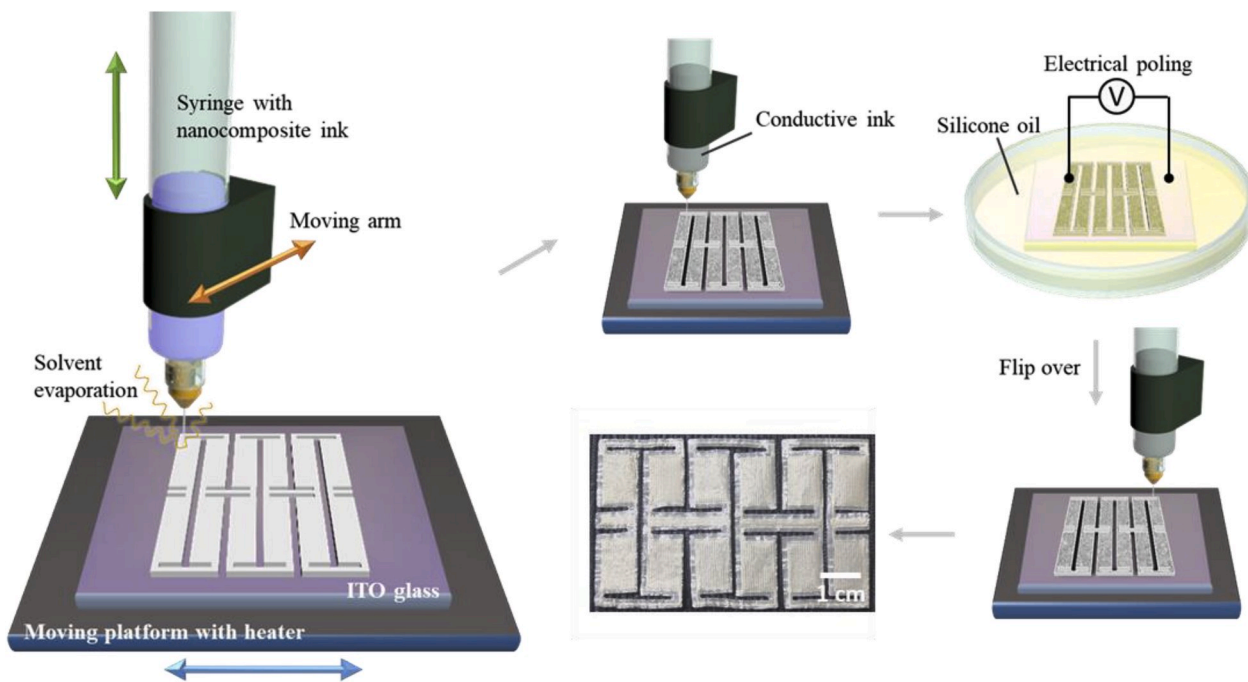 Syringe with
nanocomposite ink
Moving arm
Solvent
evaporation
ITO glass
Moving platform with heater
Conductive ink
Electrical poling
V
Silicone oil
Flip over
1 cm